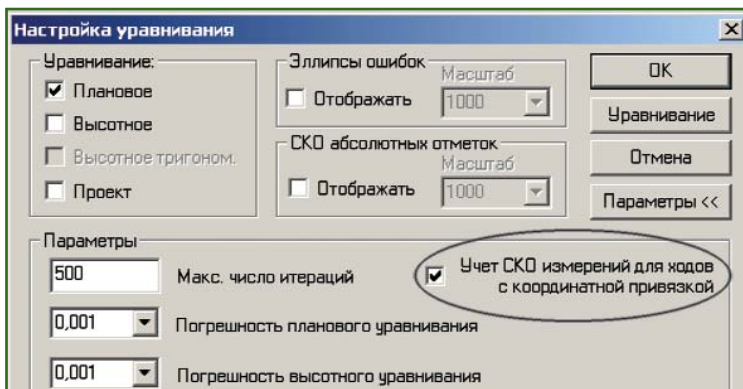 Настройка уравнивания
Уравнивание:
Плановое
Высотное
Высотное тригоном.
Проект
Эллипсы ошибок
Масштаб
Отображать
1000
СКО абсолютных отметок
Масштаб
Отображать
1000
OK
Уравнивание
Отмена
Параметры <<
Параметры
500
Макс. число итераций
Учет СКО измерений для ходов
с координатной привязкой
0,001
Погрешность планового уравнивания
0,001
Погрешность высотного уравнивания